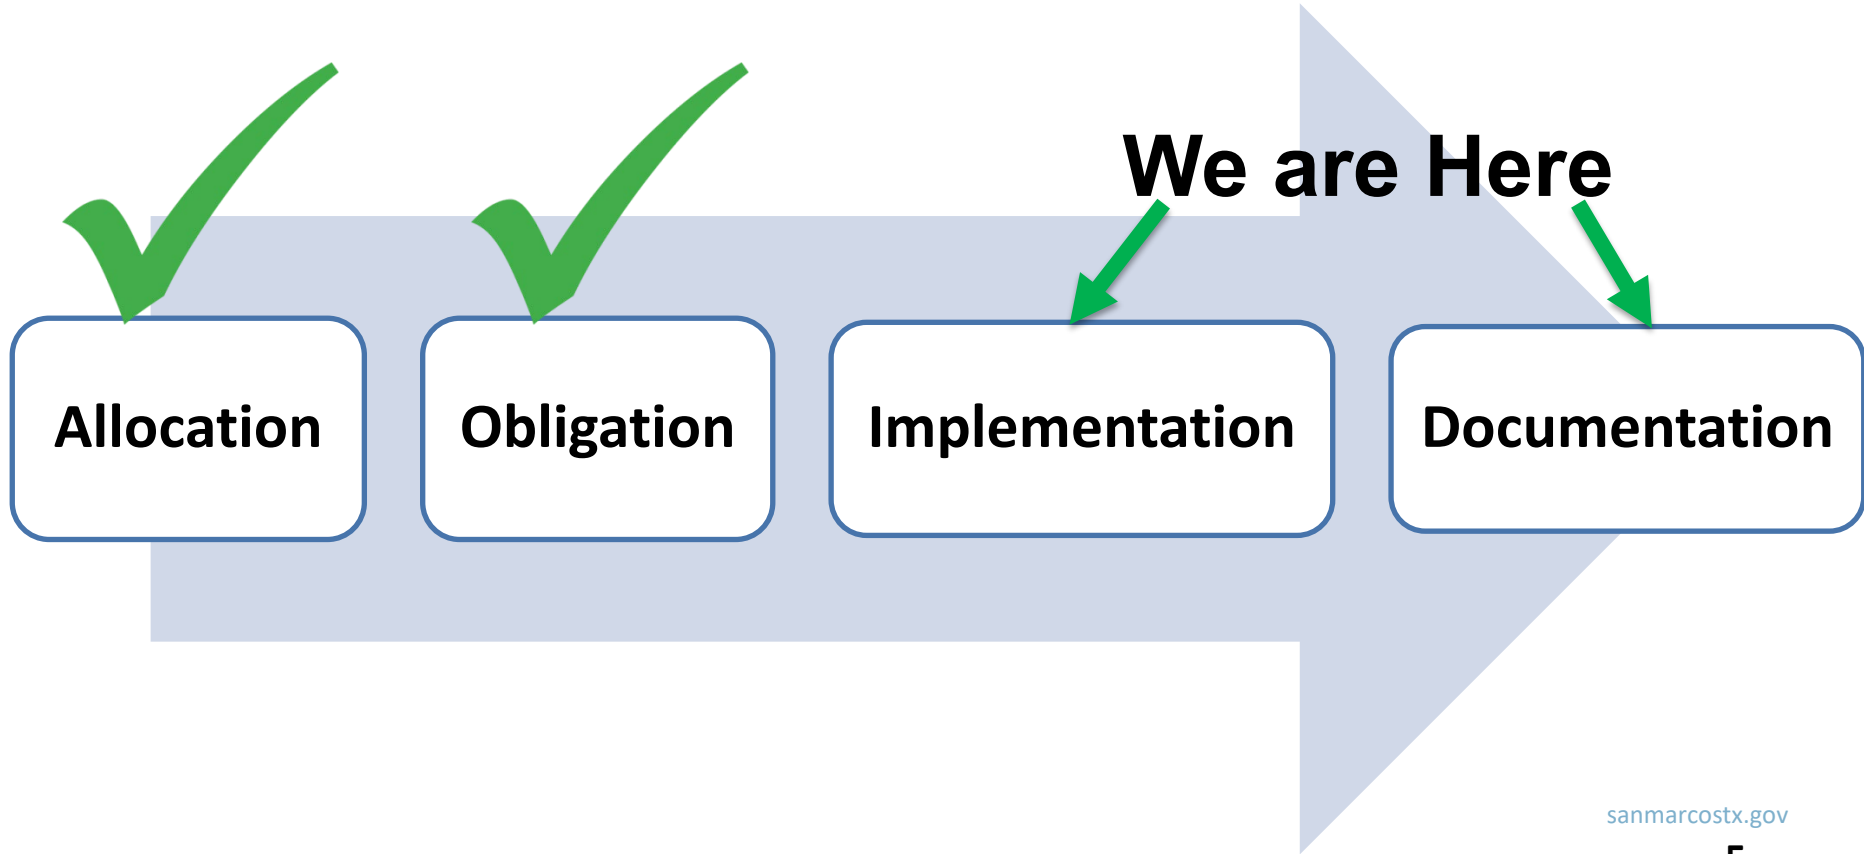 We are Here
Allocation
Obligation
Implementation
Documentation
sanmarcostx.gov